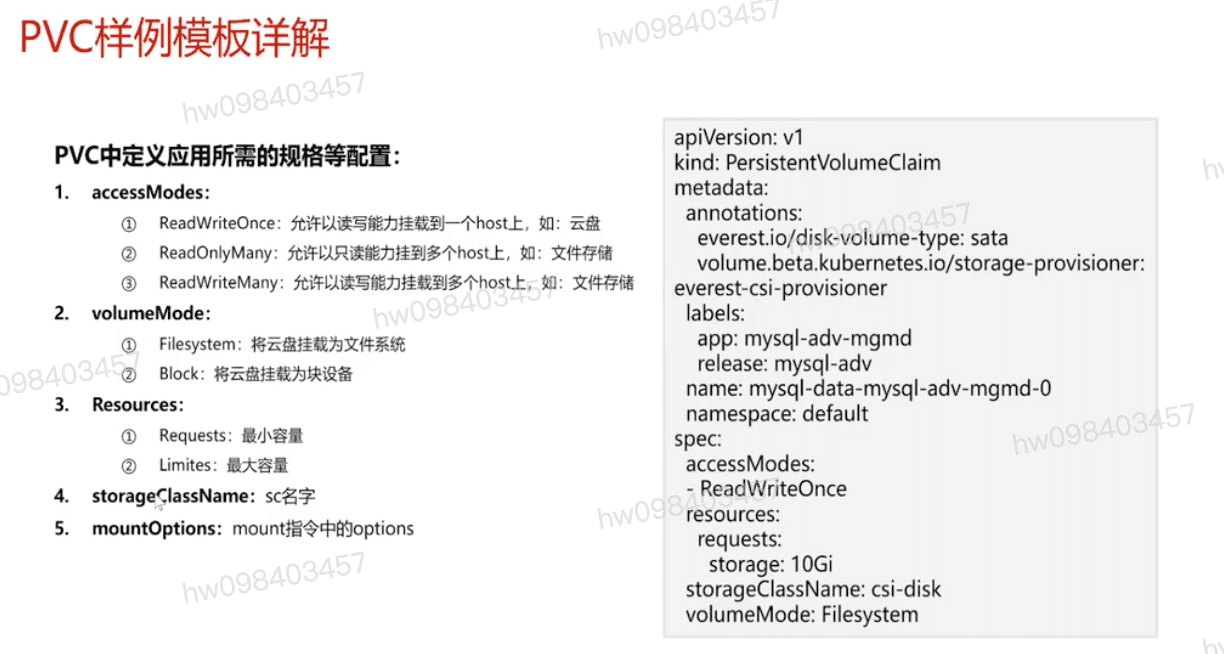 PVC样例模板详解
PVC中定义应用所需的规格等配置：
1. accessModes：
① ReadWriteOnce：允许以读写能力挂载到一个host上，如：云盘
② ReadOnlyMany：允许以只读能力挂到多个host上，如：文件存储
③ ReadWriteMany：允许以读写能力挂载到多个host上，如：文件存储
2. volumeMode：
① Filesystem：将云盘挂载为文件系统
② Block：将云盘挂载为块设备
3. Resources：
① Requests：最小容量
② Limites：最大容量
4. storageClassName：sc名字
5. mountOptions：mount指令中的options
apiVersion: v1
kind: PersistentVolumeClaim
metadata:
annotations:
everest.io/disk-volume-type: sata
volume.beta.kubernetes.io/storage-provisioner:
everest-csi-provisioner
labels:
app: mysql-adv-mgmd
release: mysql-adv
name: mysql-data-mysql-adv-mgmd-0
namespace: default
spec:
accessModes:
- ReadWriteOnce
resources:
requests:
storage: 10Gi
storageClassName: csi-disk
volumeMode: Filesystem
hw098403457
hw098403457
hw098403457
hw098403457
098403457
hw098403457
hw098403457
hw098403457
hw
hw